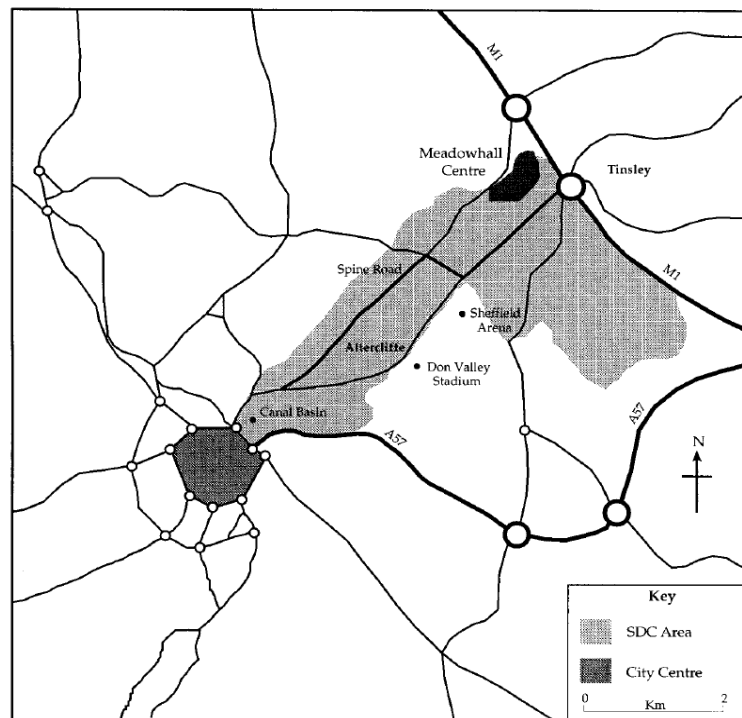 M1
Meadowhall
Centre
Tinsley
M1
Spine Road
Sheffield
Arena
Attercliffe
Don Valley
Stadium
Canal Basin
A57
A57
N
Key
SDC Area
City Centre
0 2
Km